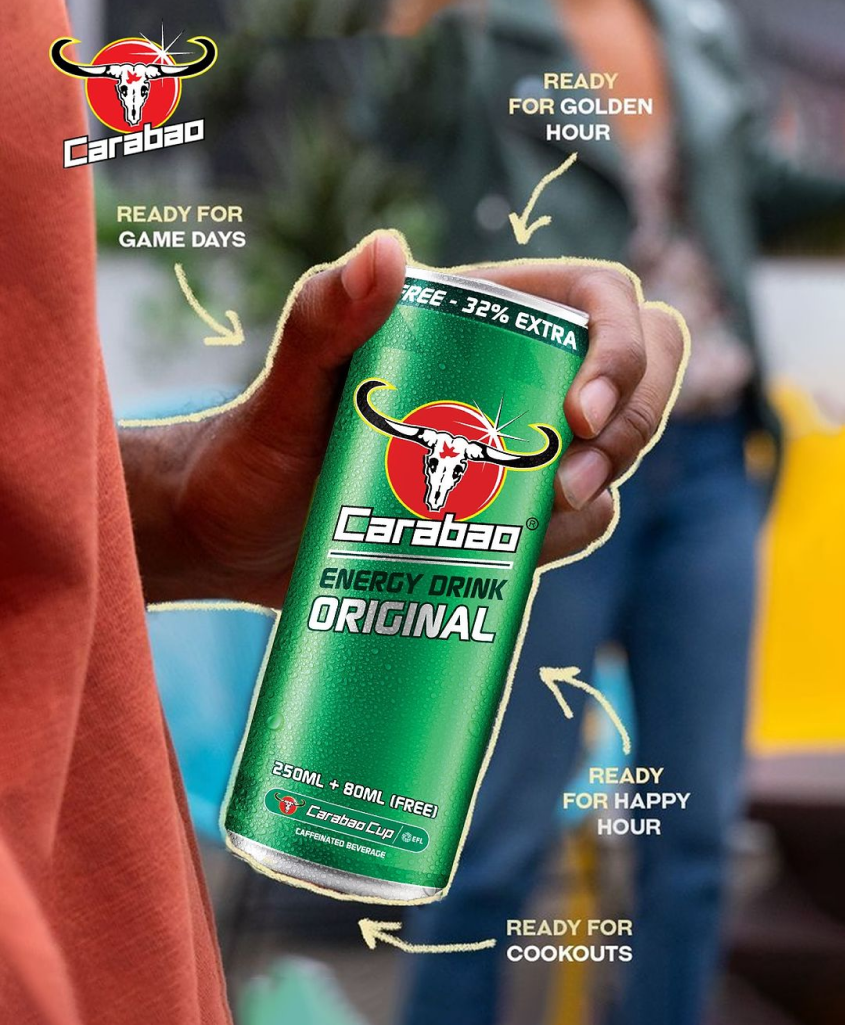 Carabao
READY
FOR GOLDEN
HOUR
READY FOR
GAME DAYS
FREE - 32% EXTRA
Carabao®
ENERGY DRINK
ORIGINAL
250ML + 80ML (FREE)
Carabao Cup EFL
CAFFEINATED BEVERAGE
READY
FOR HAPPY
HOUR
READY FOR
COOKOUTS